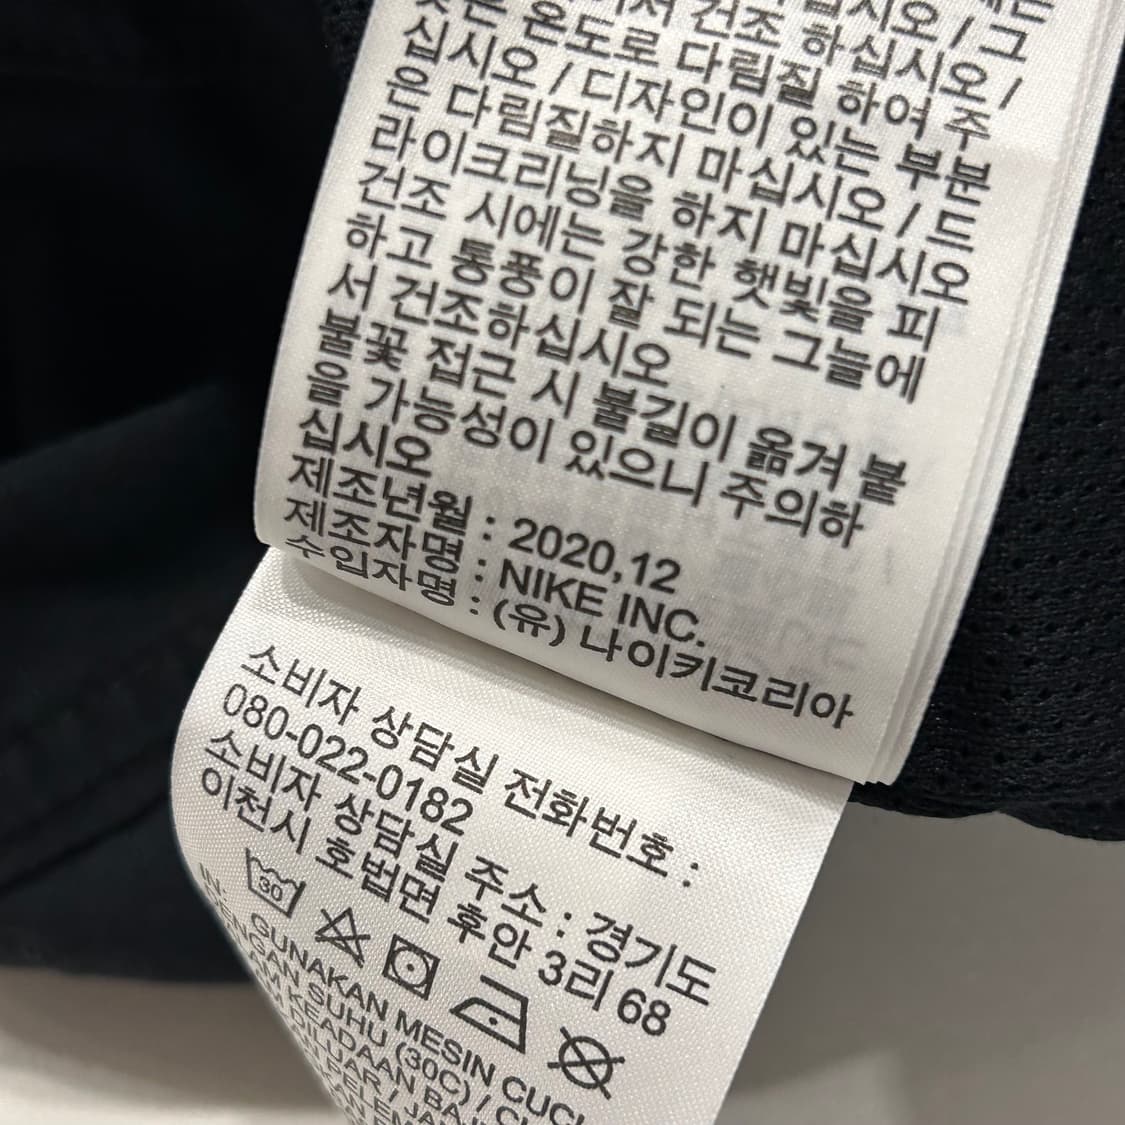 십시오 / 그
서 건조 하십시오 /
은 온도로 다림질 하여 주
십시오 / 디자인이 있는 부분
은 다림질하지 마십시오 / 드
라이크리닝을 하지 마십시오
건조 시에는 강한 햇빛을 피
하고 통풍이 잘 되는 그늘에
서 건조하십시오
불꽃 접근 시 불길이 옮겨 붙
을 가능성이 있으니 주의하
십시오
제조년월 : 2020,12
제조자명 : NIKE INC.
수입자명 : (유) 나이키코리아
소비자 상담실 전화번호 :
080-022-0182
소비자 상담실 주소 : 경기도
이천시 호법면 후안 3리 68
30
IN:
GUNAKAN MESIN CUCI
DENGAN SUHU (30C) /
KEADAAN